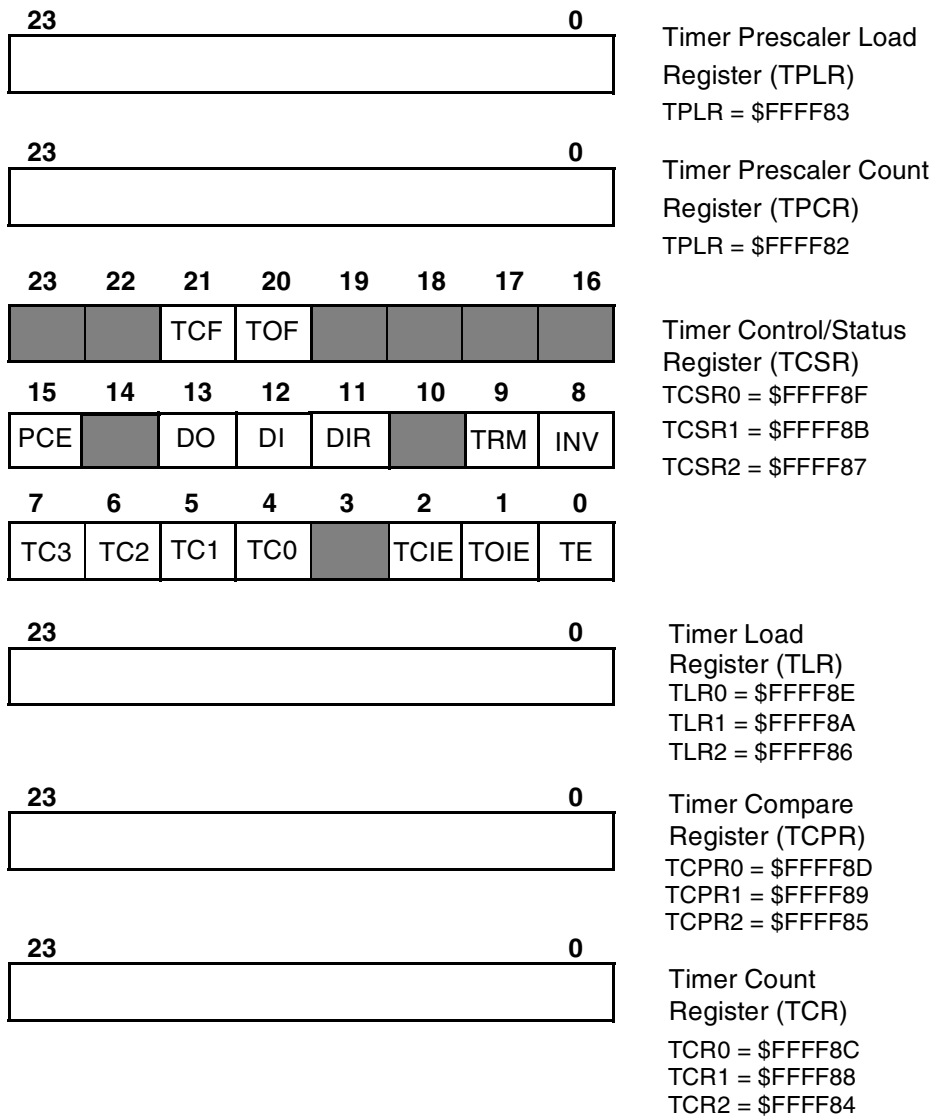 23 0
Timer Prescaler Load
Register (TPLR)
TPLR = $FFFF83
23 0
Timer Prescaler Count
Register (TPCR)
TPLR = $FFFF82
23 22 21 20 19 18 17 16
TCF TOF
Timer Control/Status
Register (TCSR)
TCSR0 = $FFFF8F
TCSR1 = $FFFF8B
TCSR2 = $FFFF87
15 14 13 12 11 10 9 8
PCE DO DI DIR TRM INV
7 6 5 4 3 2 1 0
TC3 TC2 TC1 TC0 TCIE TOIE TE
23 0
Timer Load
Register (TLR)
TLR0 = $FFFF8E
TLR1 = $FFFF8A
TLR2 = $FFFF86
23 0
Timer Compare
Register (TCPR)
TCPR0 = $FFFF8D
TCPR1 = $FFFF89
TCPR2 = $FFFF85
23 0
Timer Count
Register (TCR)
TCR0 = $FFFF8C
TCR1 = $FFFF88
TCR2 = $FFFF84